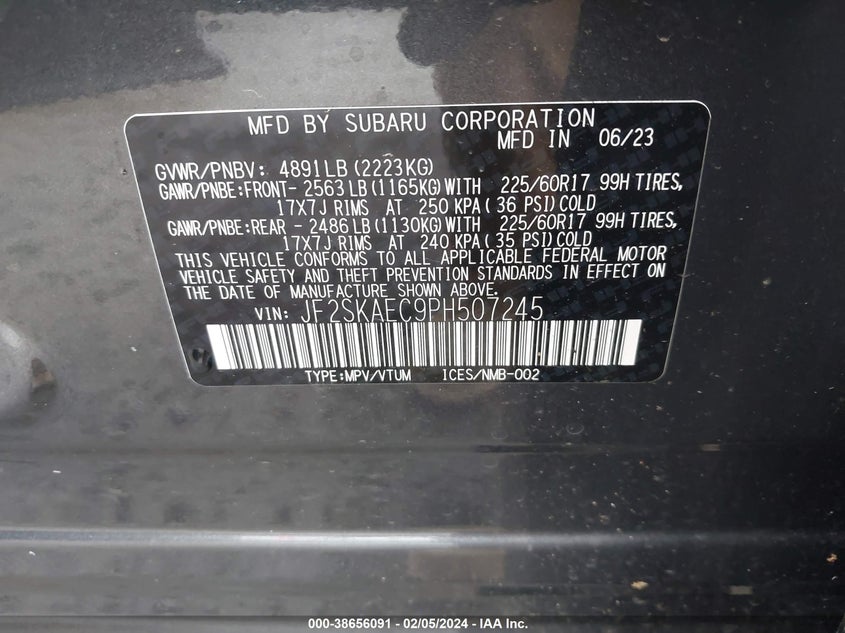 MFD BY SUBARU CORPORATION
MFD IN 06/23
GVWR/PNBV: 4891LB(2223KG)
GAWR/PNBE:FRONT- 2563LB(1165KG)WITH 225/60R17 99H TIRES,
17X7J RIMS AT 250 KPA( 36 PSI)COLD
GAWR/PNBE:REAR - 2486LB(1130KG)WITH 225/60R17 99H TIRES,
17X7J RIMS AT 240 KPA( 35 PSI)COLD
THIS VEHICLE CONFORMS TO ALL APPLICABLE FEDERAL MOTOR
VEHICLE SAFETY AND THEFT PREVENTION STANDARDS IN EFFECT ON
THE DATE OF MANUFACTURE SHOWN ABOVE.
VIN: JF2SKAEC9PH507245
TYPE:MPV/VTUM ICES/NMB-002
000-38656091 - 02/05/2024 - IAA Inc.